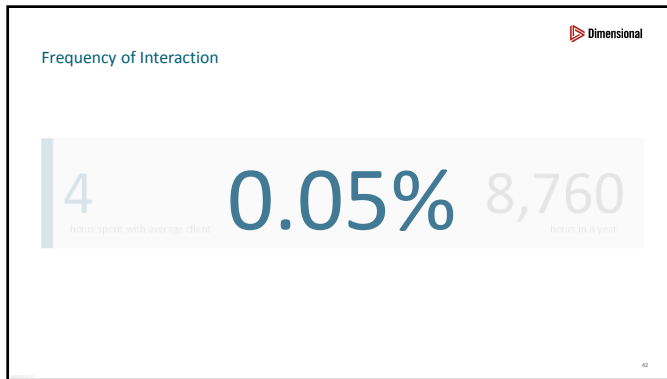 Dimensional
Frequency of Interaction
4
hours spent with average client
0.05%
8,760
hours in a year
42